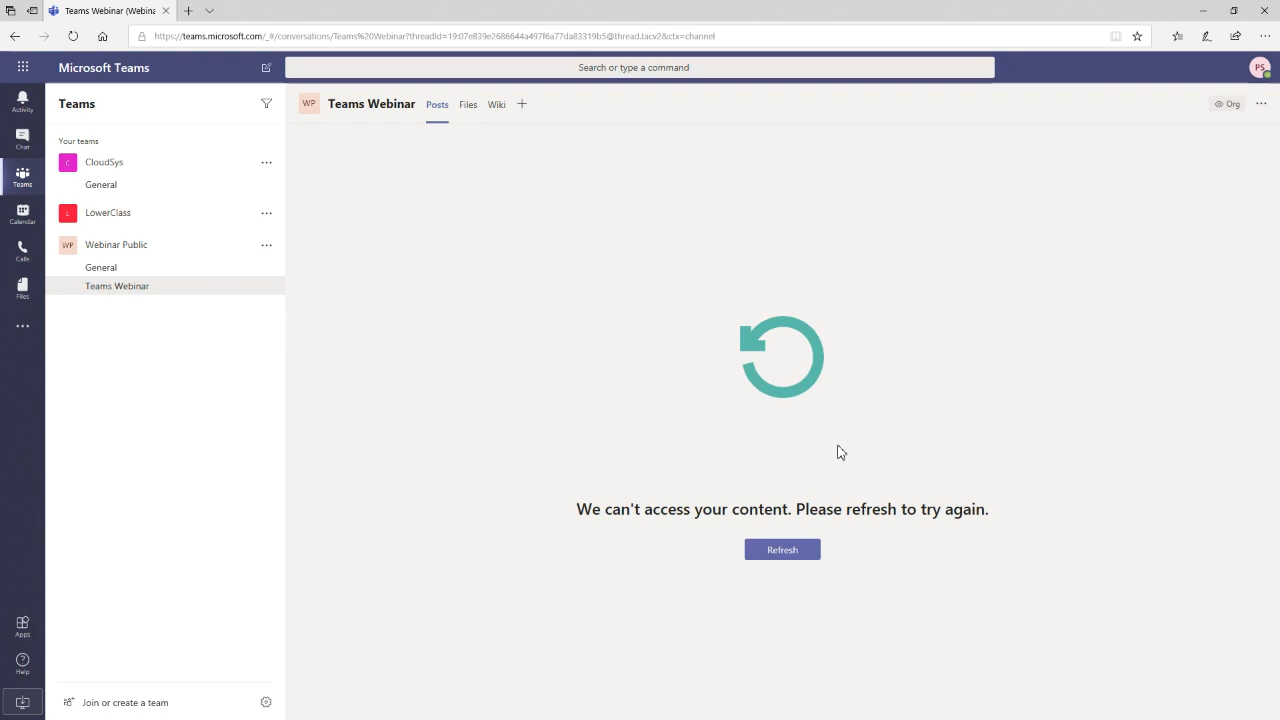 Teams Webinar (Webina
https://teams.microsoft.com/_#/conversations/Teams%20Webinar?threadId=19:07e839e2686644a497f6a77da83319b5@thread.tacv2&ctx=channel
Microsoft Teams
Search or type a command
PS
Activity
Chat
Teams
Calendar
Calls
Files
Apps
Help
Teams
Your teams
C CloudSys
General
L LowerClass
WP Webinar Public
General
Teams Webinar
Join or create a team
WP Teams Webinar Posts Files Wiki
Org
We can't access your content. Please refresh to try again.
Refresh